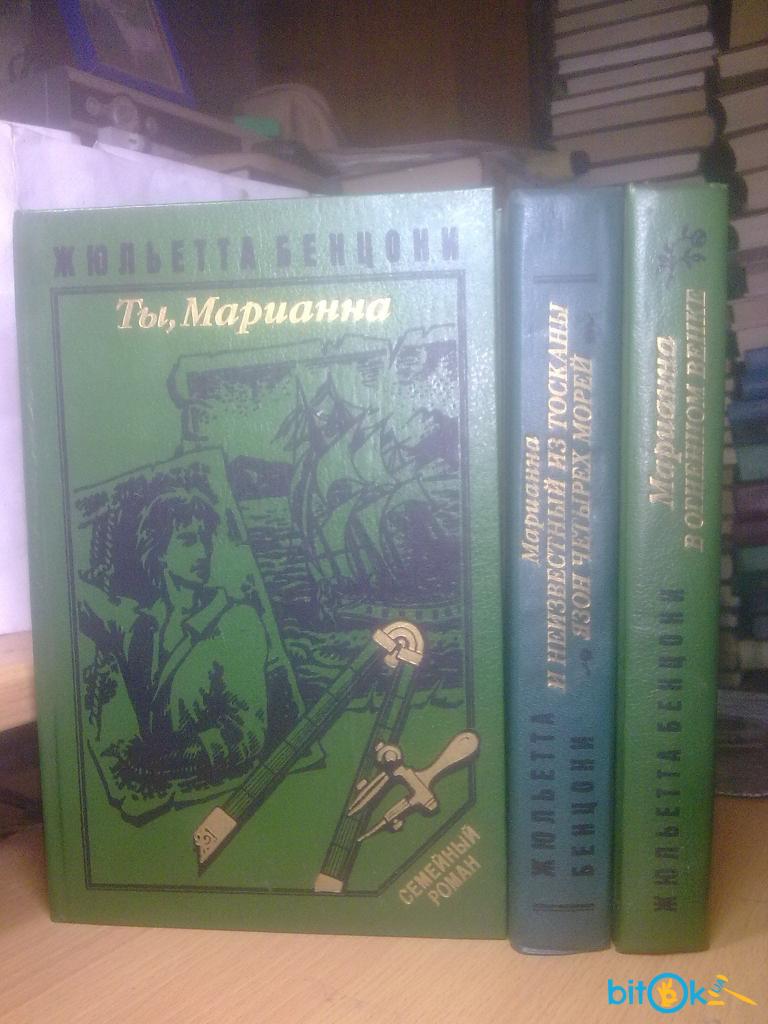 ЖЮЛЬЕТТА БЕНЦОНИ
Ты, Марианна
СЕМЕЙНЫЙ
РОМАН
Марианна
И НЕИЗВЕСТНЫЙ ИЗ ТОСКАНЫ
ЯЗОН ЧЕТЫРЕХ МОРЕЙ
ЖЮЛЬЕТТА
БЕНЦОНИ
Марианна
В ОГНЕННОМ ВЕНКЕ
ЖЮЛЬЕТТА БЕНЦОНИ
bitOk